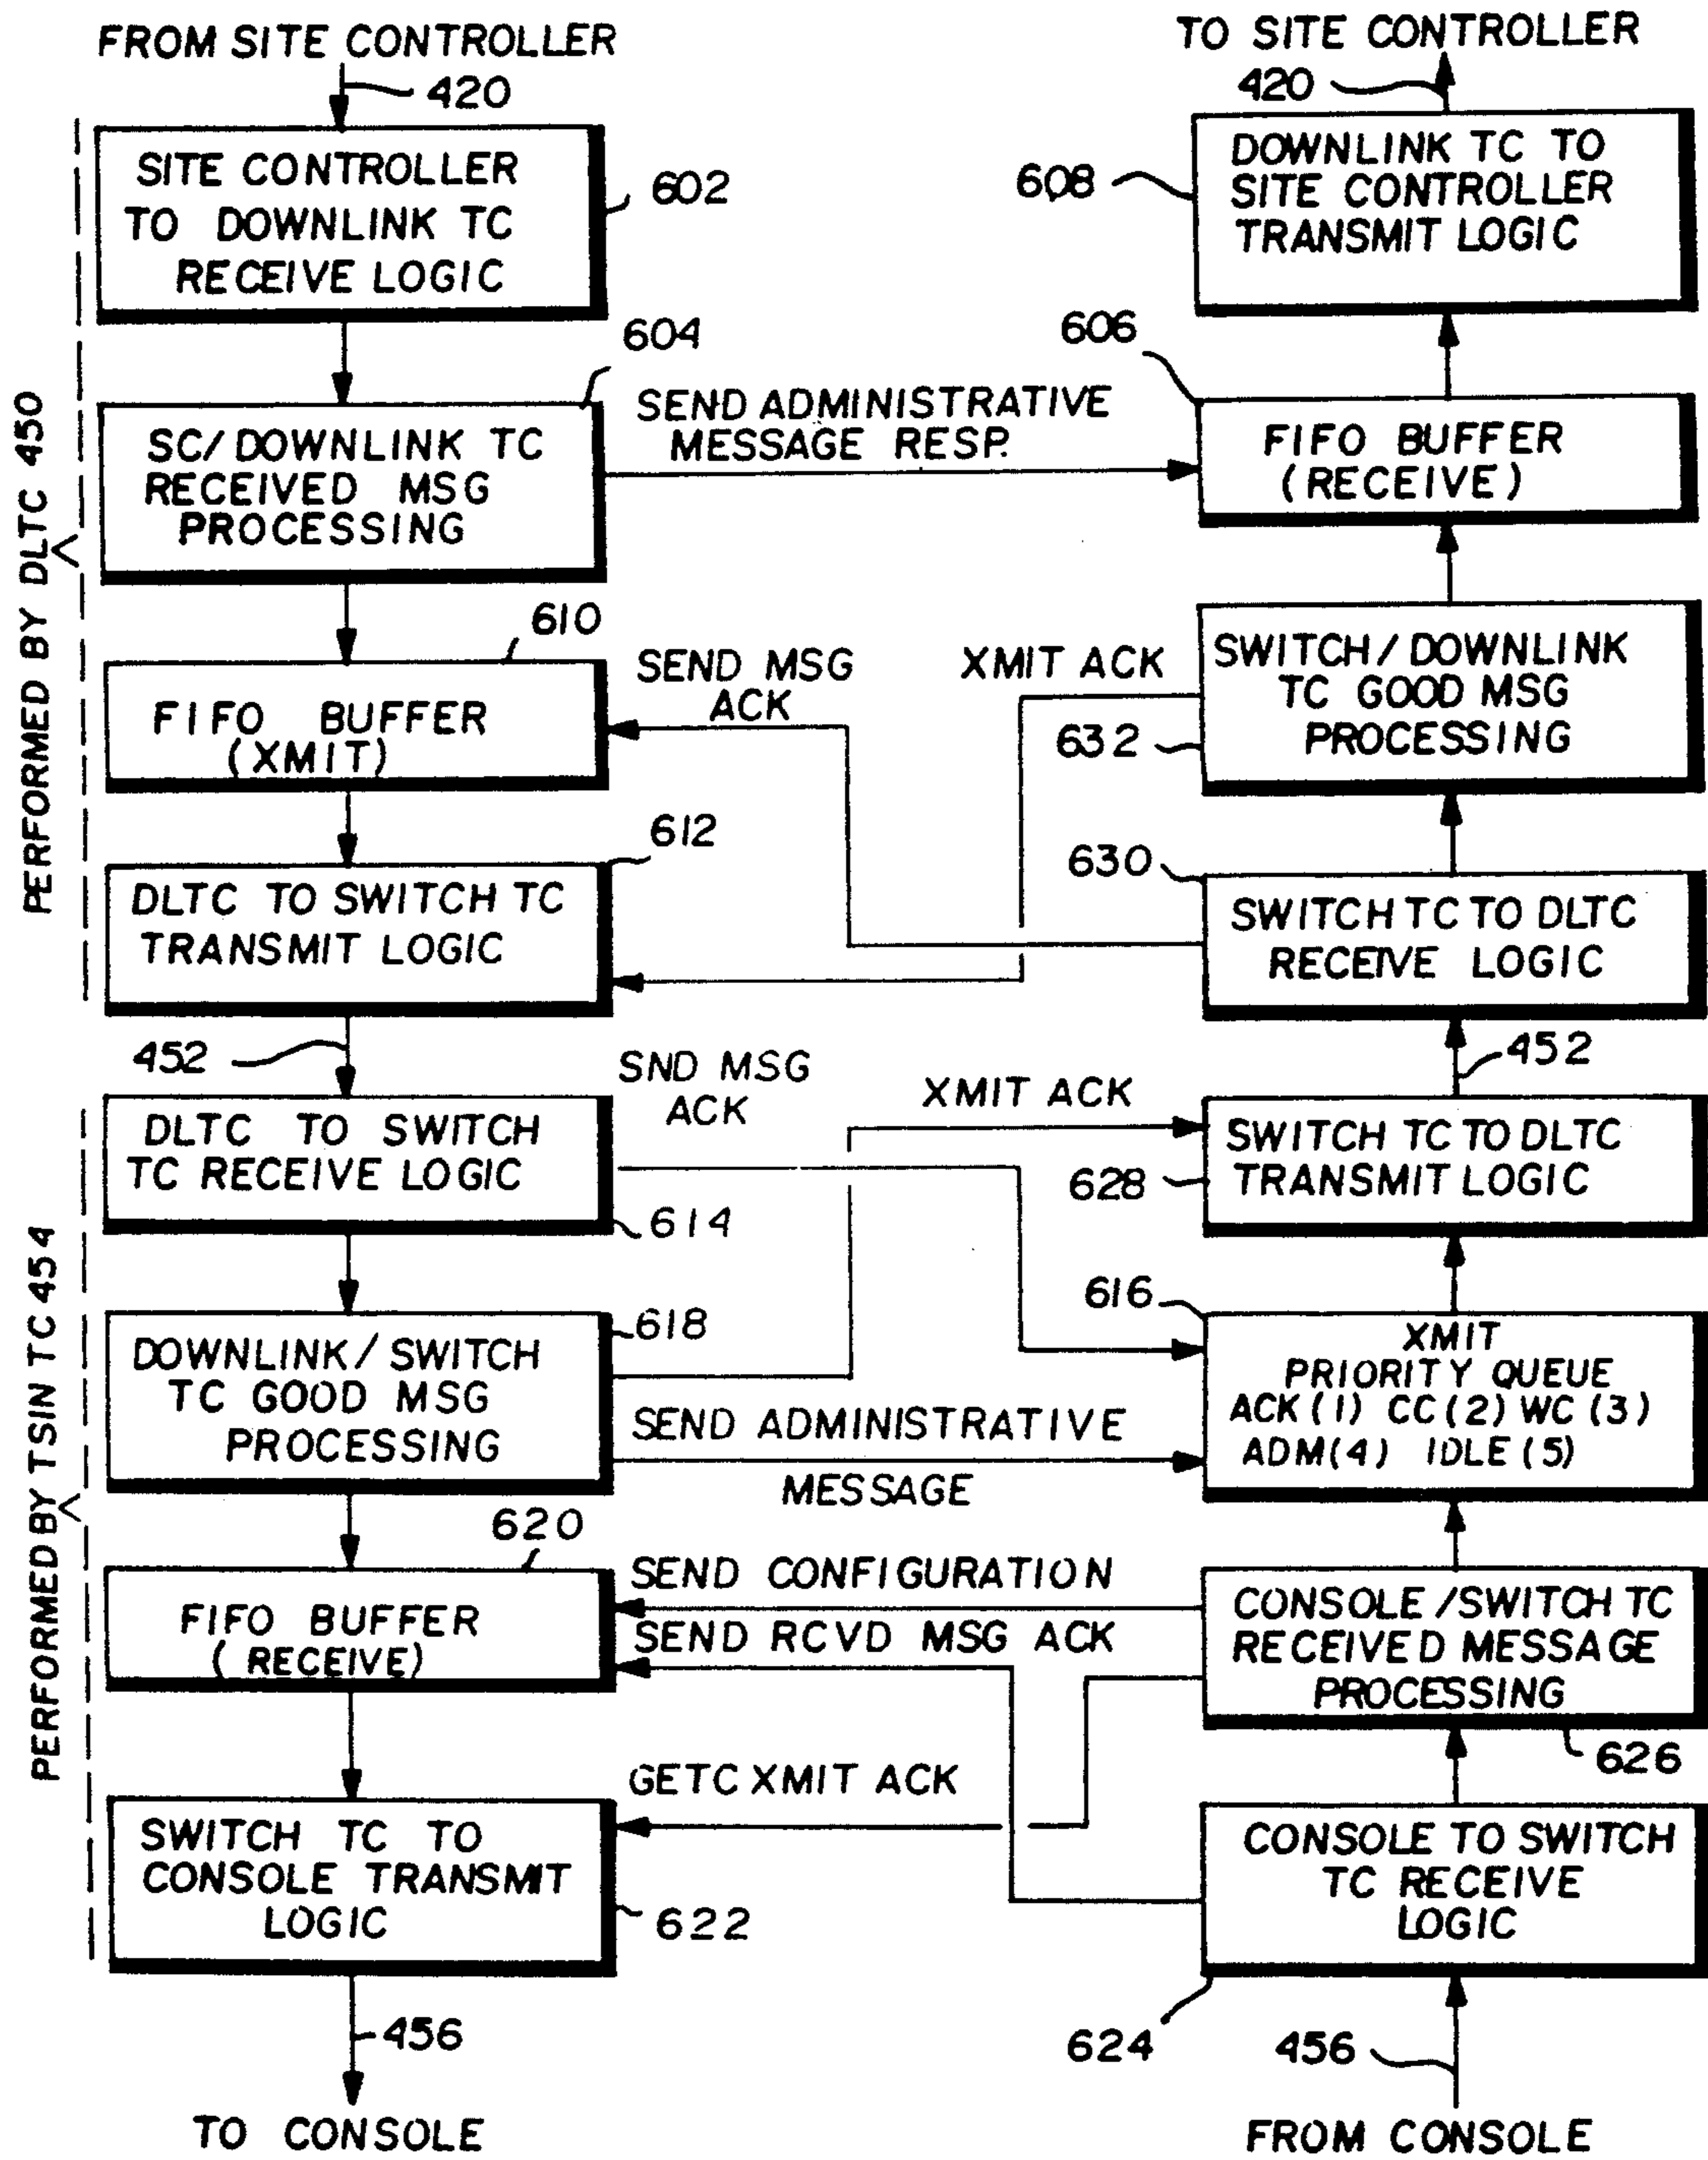 FROM SITE CONTROLLER
420
SITE CONTROLLER
TO DOWNLINK TC
RECEIVE LOGIC
602
604
SC/DOWNLINK TC
RECEIVED MSG
PROCESSING
SEND ADMINISTRATIVE
MESSAGE RESP.
PERFORMED BY DLTC 450
610
FIFO BUFFER
(XMIT)
SEND MSG
ACK
612
DLTC TO SWITCH TC
TRANSMIT LOGIC
452
SND MSG
ACK
DLTC TO SWITCH
TC RECEIVE LOGIC
614
PERFORMED BY TSIN TC 454
618
DOWNLINK/SWITCH
TC GOOD MSG
PROCESSING
SEND ADMINISTRATIVE
MESSAGE
620
FIFO BUFFER
(RECEIVE)
SEND CONFIGURATION
SEND RCVD MSG ACK
GETC XMIT ACK
SWITCH TC TO
CONSOLE TRANSMIT
LOGIC
622
456
TO CONSOLE
TO SITE CONTROLLER
420
608
DOWNLINK TC TO
SITE CONTROLLER
TRANSMIT LOGIC
606
FIFO BUFFER
(RECEIVE)
XMIT ACK
632
SWITCH/DOWNLINK
TC GOOD MSG
PROCESSING
630
SWITCH TC TO DLTC
RECEIVE LOGIC
452
XMIT ACK
628
SWITCH TC TO DLTC
TRANSMIT LOGIC
616
XMIT
PRIORITY QUEUE
ACK(1) CC(2) WC(3)
ADM(4) IDLE(5)
CONSOLE/SWITCH TC
RECEIVED MESSAGE
PROCESSING
626
CONSOLE TO SWITCH
TC RECEIVE
LOGIC
624
456
FROM CONSOLE